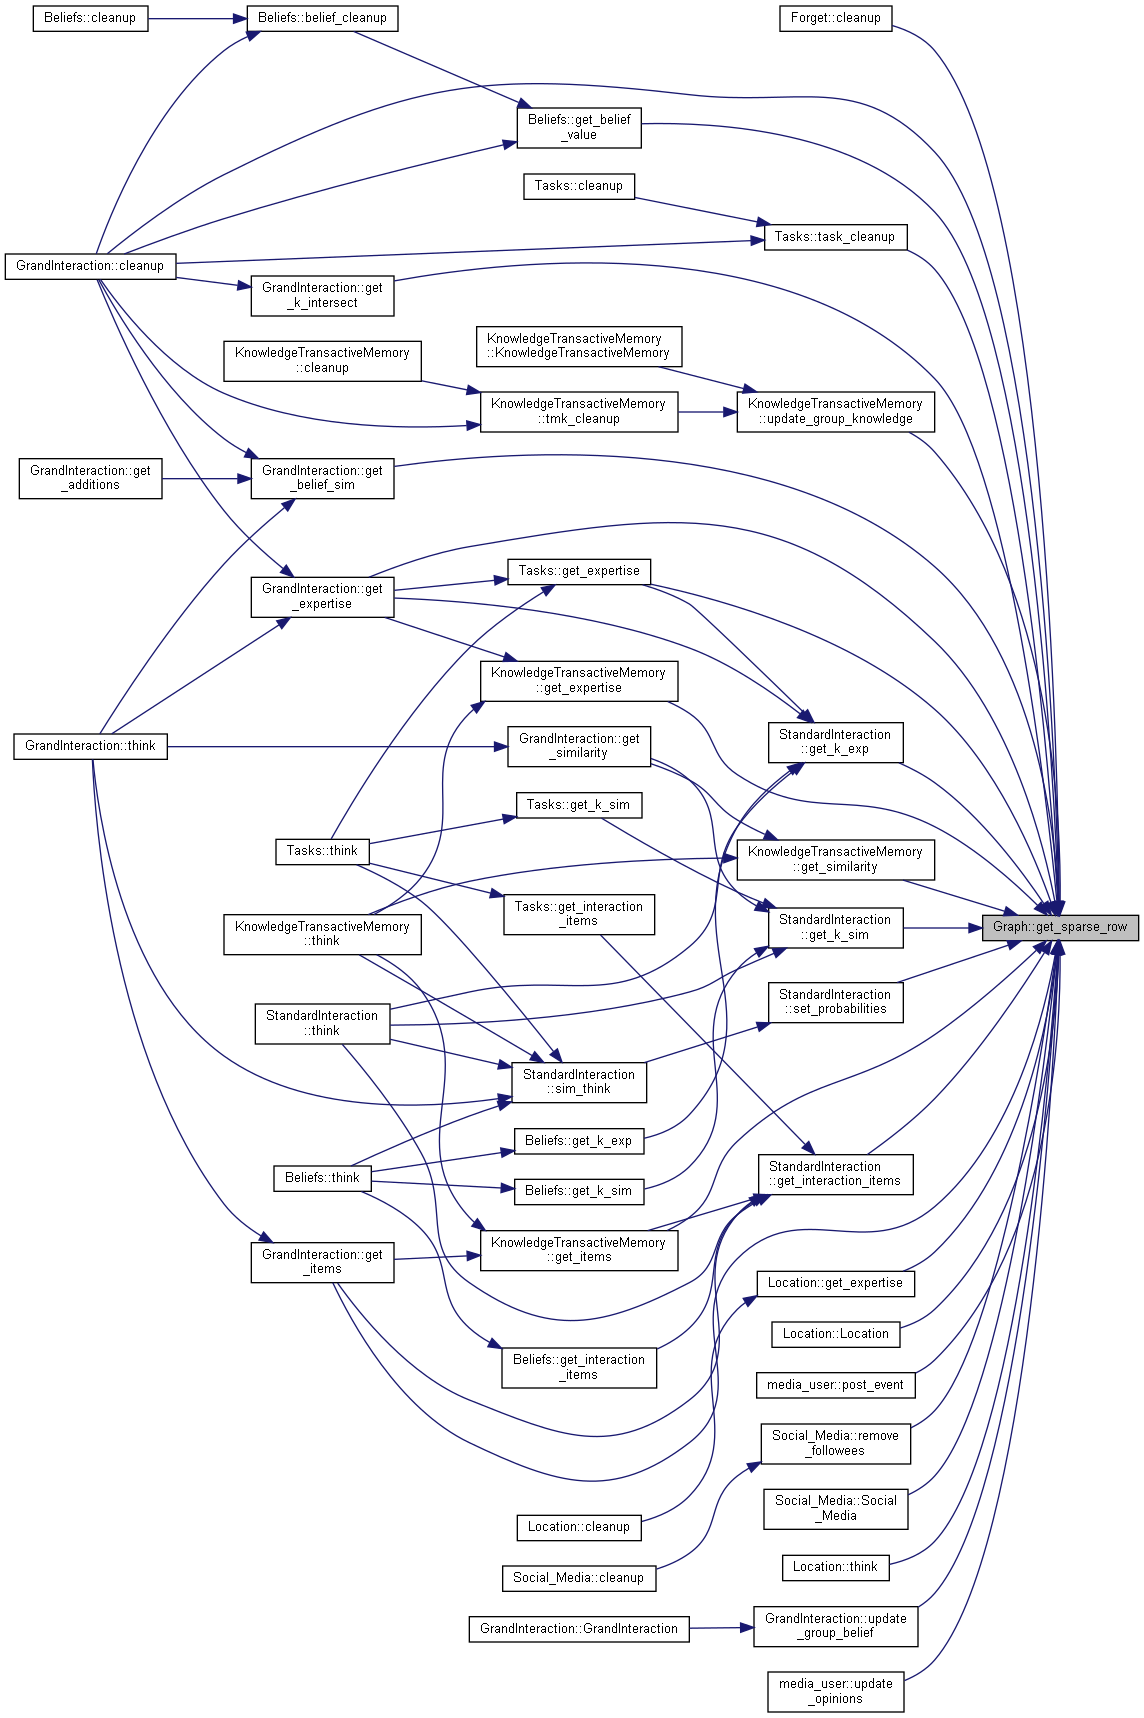 Beliefs::cleanup
Beliefs::belief_cleanup
Forget::cleanup
Beliefs::get_belief
_value
Tasks::cleanup
Tasks::task_cleanup
GrandInteraction::cleanup
GrandInteraction::get
_k_intersect
KnowledgeTransactiveMemory
::KnowledgeTransactiveMemory
KnowledgeTransactiveMemory
::cleanup
KnowledgeTransactiveMemory
::tmk_cleanup
KnowledgeTransactiveMemory
::update_group_knowledge
GrandInteraction::get
_additions
GrandInteraction::get
_belief_sim
Tasks::get_expertise
GrandInteraction::get
_expertise
KnowledgeTransactiveMemory
::get_expertise
StandardInteraction
::get_k_exp
GrandInteraction::think
GrandInteraction::get
_similarity
Tasks::get_k_sim
Tasks::think
KnowledgeTransactiveMemory
::get_similarity
Tasks::get_interaction
_items
KnowledgeTransactiveMemory
::think
StandardInteraction
::get_k_sim
Graph::get_sparse_row
StandardInteraction
::set_probabilities
StandardInteraction
::think
StandardInteraction
::sim_think
Beliefs::get_k_exp
Beliefs::think
Beliefs::get_k_sim
StandardInteraction
::get_interaction_items
KnowledgeTransactiveMemory
::get_items
GrandInteraction::get
_items
Location::get_expertise
Location::Location
Beliefs::get_interaction
_items
media_user::post_event
Social_Media::remove
_followees
Social_Media::Social
_Media
Location::cleanup
Location::think
Social_Media::cleanup
GrandInteraction::GrandInteraction
GrandInteraction::update
_group_belief
media_user::update
_opinions